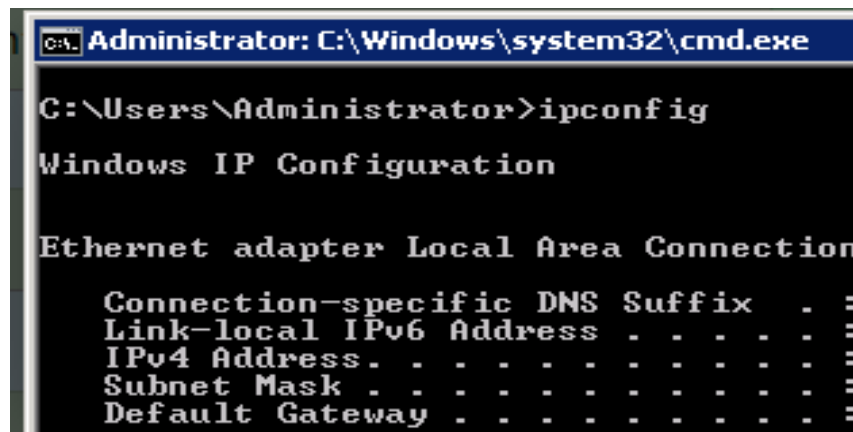 Administrator: C:\Windows\system32\cmd.exe
C:\Users\Administrator>ipconfig
Windows IP Configuration
Ethernet adapter Local Area Connection
Connection-specific DNS Suffix . :
Link-local IPv6 Address . . . . . :
IPv4 Address. . . . . . . . . . . :
Subnet Mask . . . . . . . . . . . :
Default Gateway . . . . . . . . . :